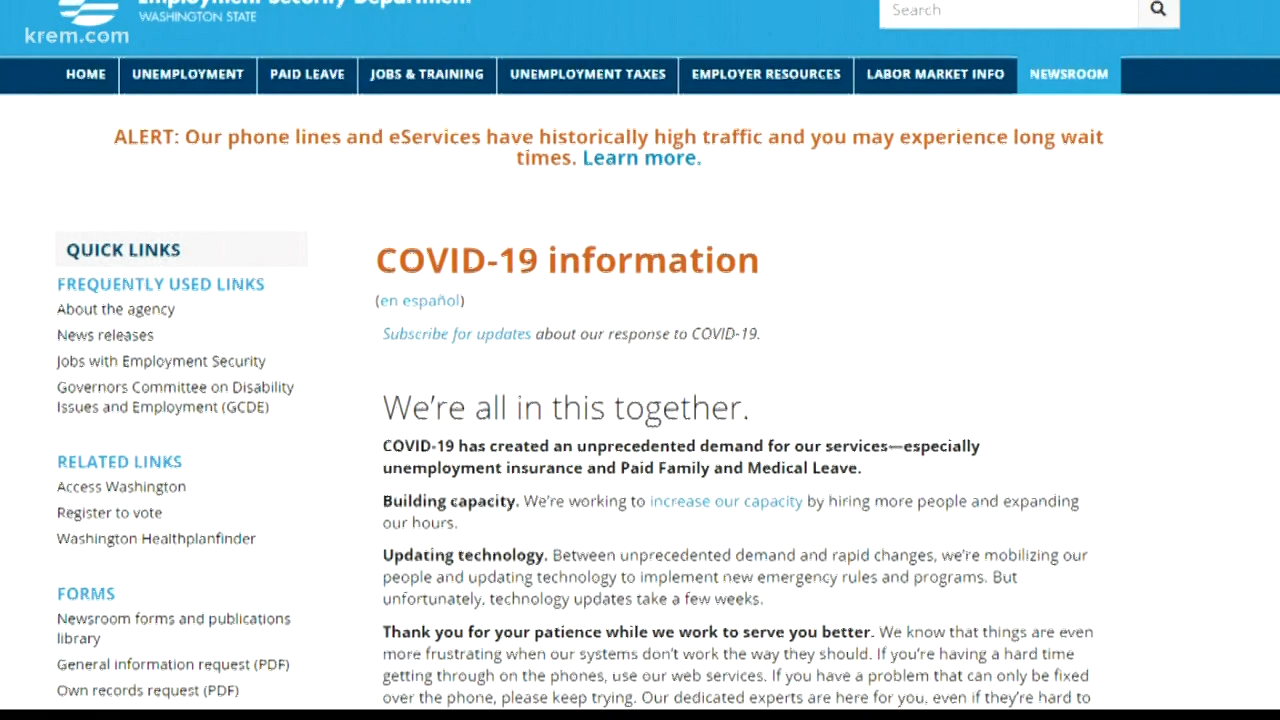 Employment Security Department
WASHINGTON STATE
krem.com
Search
HOME
UNEMPLOYMENT
PAID LEAVE
JOBS & TRAINING
UNEMPLOYMENT TAXES
EMPLOYER RESOURCES
LABOR MARKET INFO
NEWSROOM
ALERT: Our phone lines and eServices have historically high traffic and you may experience long wait
times. Learn more.
QUICK LINKS
FREQUENTLY USED LINKS
About the agency
News releases
Jobs with Employment Security
Governors Committee on Disability
Issues and Employment (GCDE)
RELATED LINKS
Access Washington
Register to vote
Washington Healthplanfinder
FORMS
Newsroom forms and publications
library
General information request (PDF)
Own records request (PDF)
COVID-19 information
(en español)
Subscribe for updates about our response to COVID-19.
We're all in this together.
COVID-19 has created an unprecedented demand for our services—especially
unemployment insurance and Paid Family and Medical Leave.
Building capacity. We're working to increase our capacity by hiring more people and expanding
our hours.
Updating technology. Between unprecedented demand and rapid changes, we're mobilizing our
people and updating technology to implement new emergency rules and programs. But
unfortunately, technology updates take a few weeks.
Thank you for your patience while we work to serve you better. We know that things are even
more frustrating when our systems don't work the way they should. If you're having a hard time
getting through on the phones, use our web services. If you have a problem that can only be fixed
over the phone, please keep trying. Our dedicated experts are here for you, even if they're hard to